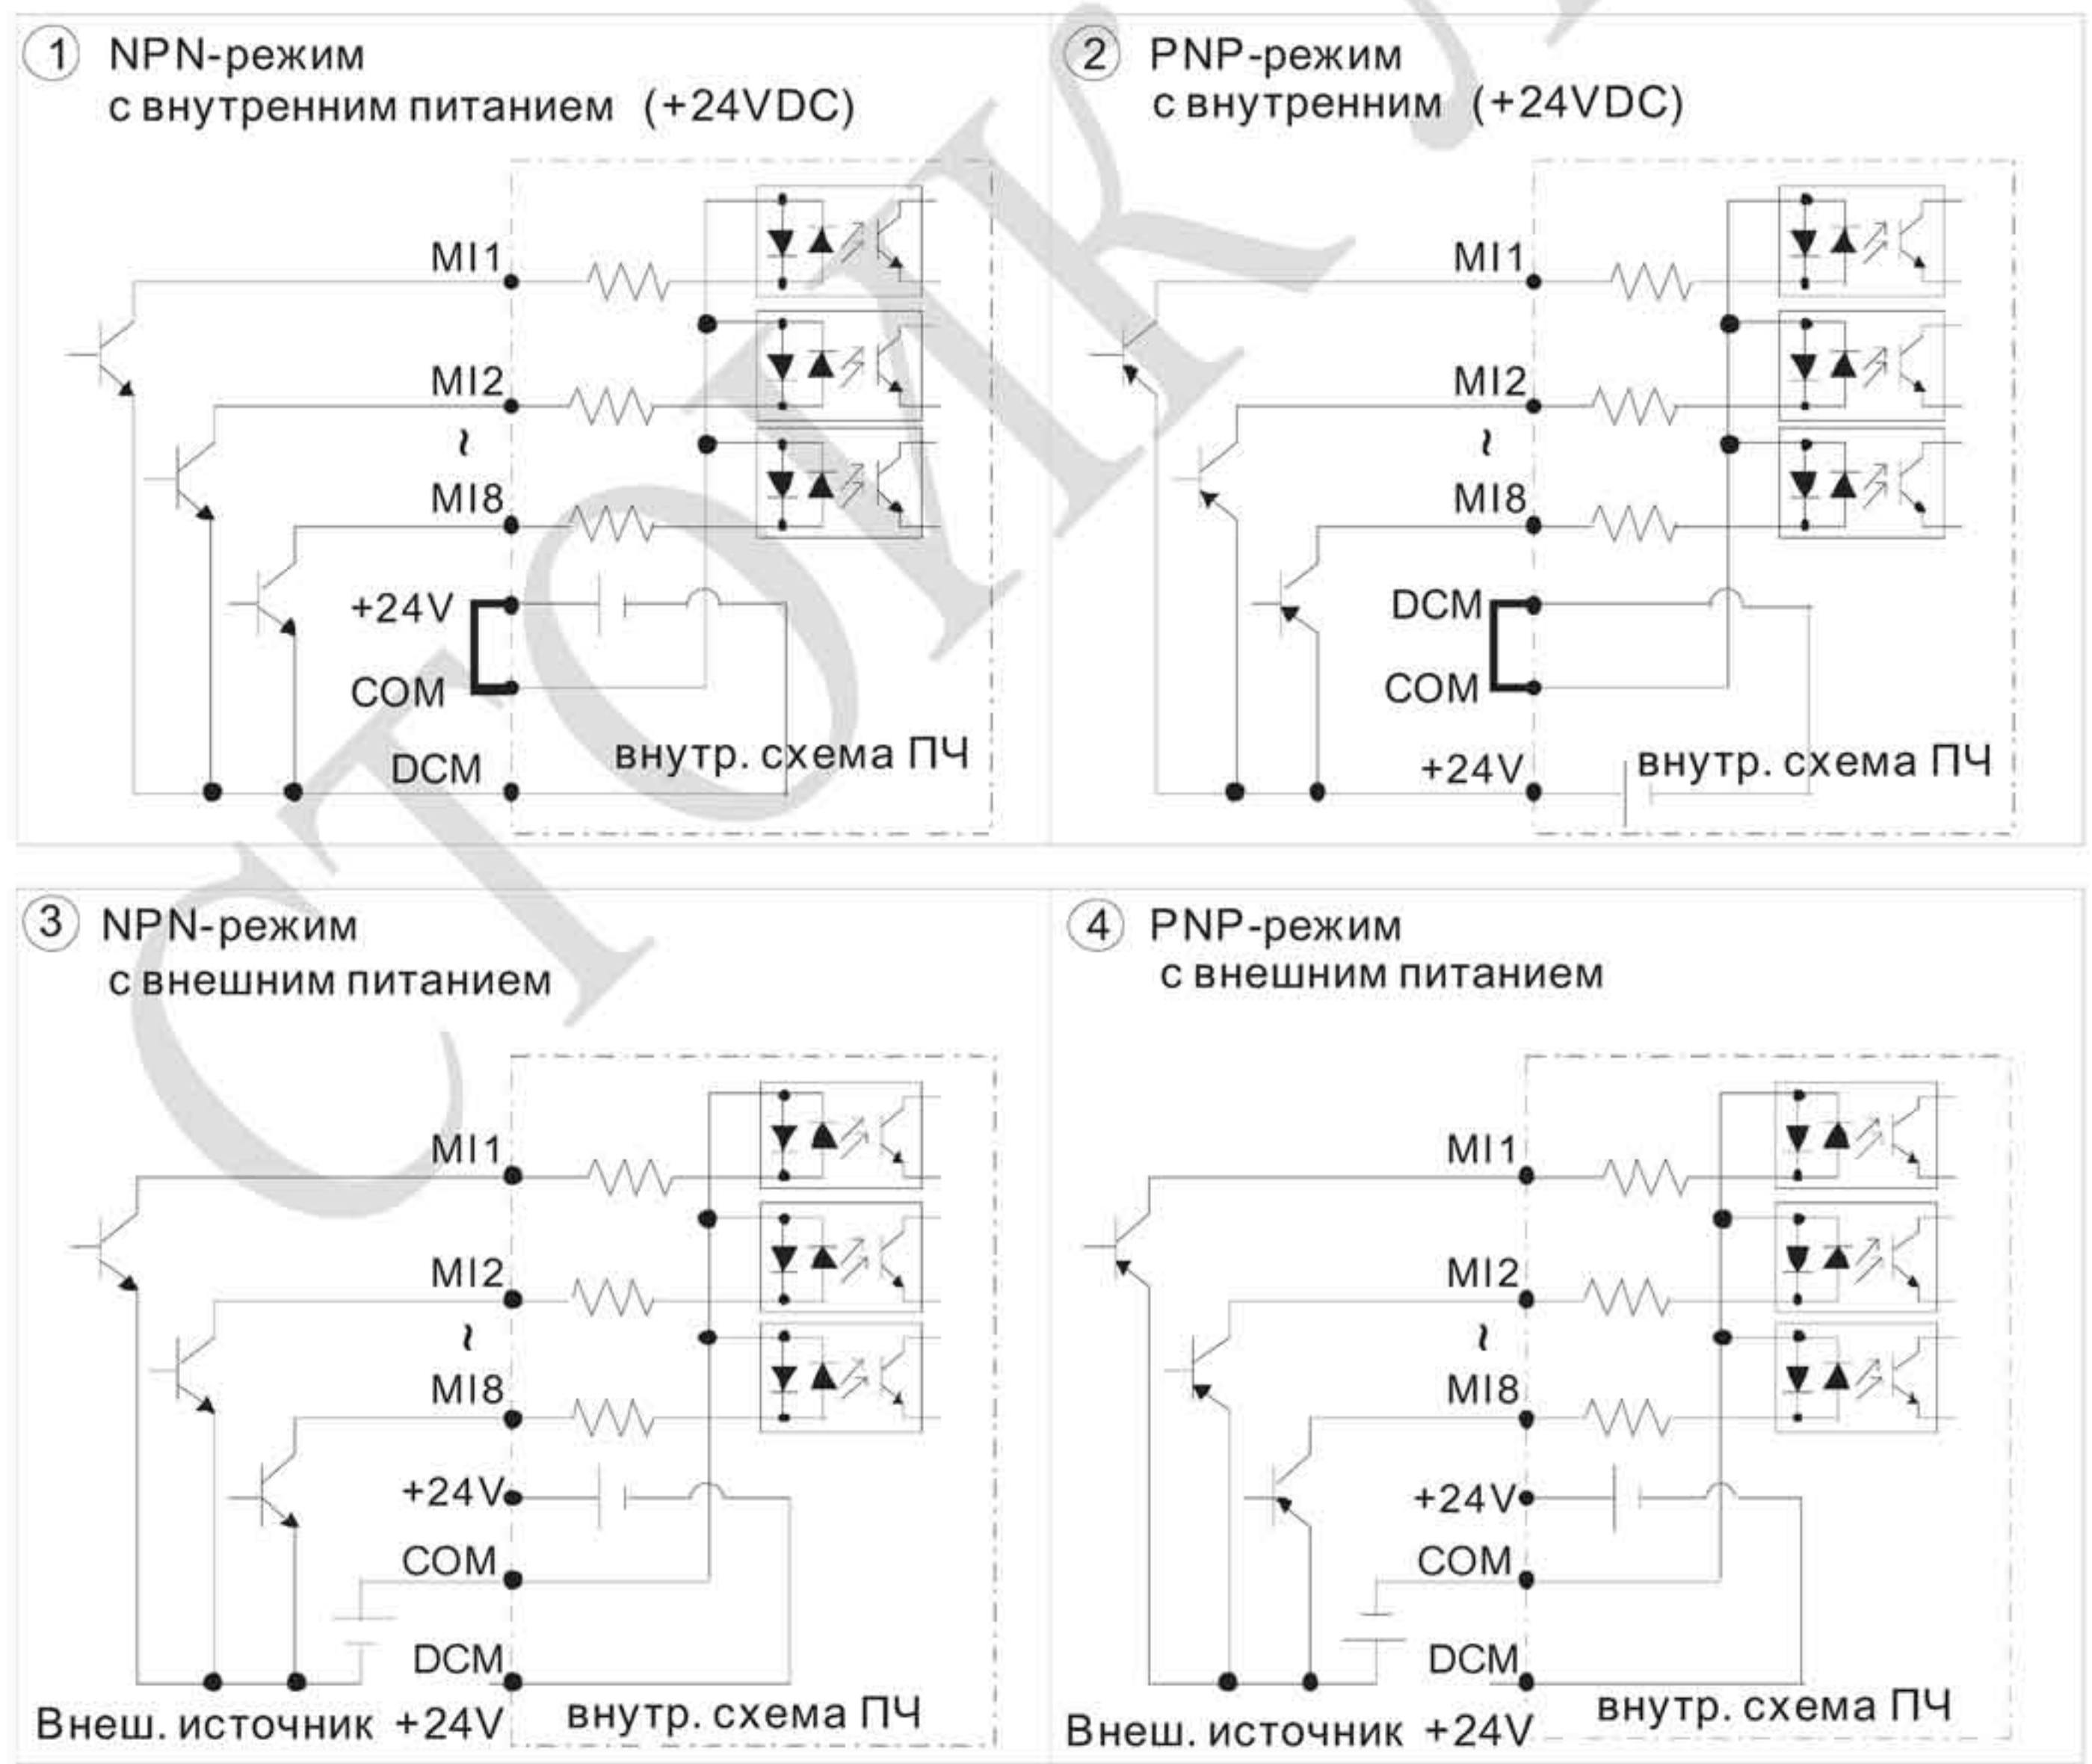 1 NPN-режим
с внутренним питанием (+24VDC)
MI1
MI2
~
MI8
+24V
COM
DCM
внутр. схема ПЧ
2 PNP-режим
с внутренним (+24VDC)
MI1
MI2
~
MI8
DCM
COM
+24V
внутр. схема ПЧ
3 NPN-режим
с внешним питанием
MI1
MI2
~
MI8
+24V
COM
DCM
Внеш. источник +24V
внутр. схема ПЧ
4 PNP-режим
с внешним питанием
MI1
MI2
~
MI8
+24V
COM
DCM
Внеш. источник +24V
внутр. схема ПЧ